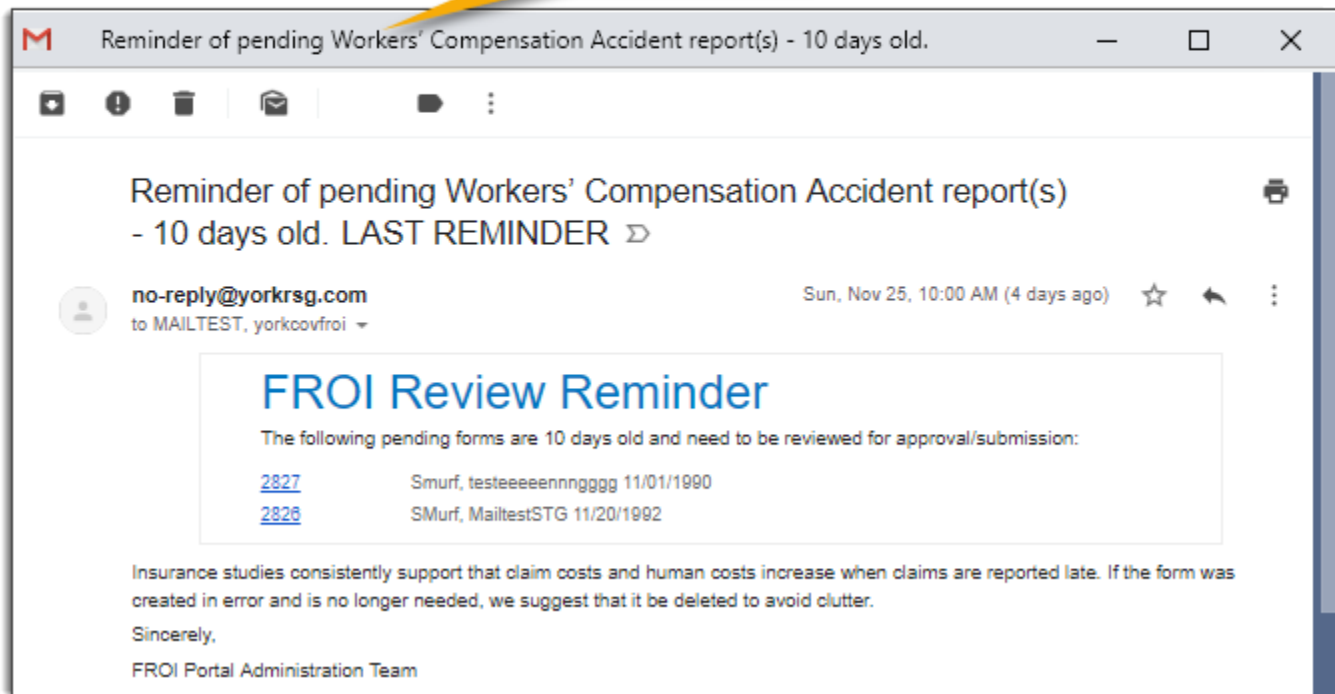 Reminder of pending Workers' Compensation Accident report(s) - 10 days old.
Reminder of pending Workers' Compensation Accident report(s)
- 10 days old. LAST REMINDER
no-reply@yorkrsg.com
Sun, Nov 25, 10:00 AM (4 days ago)
to MAILTEST, yorkcovfroi
FROI Review Reminder
The following pending forms are 10 days old and need to be reviewed for approval/submission:
2827 Smurf, testeeeeennngggg 11/01/1990
2826 SMurf, MailtestSTG 11/20/1992
Insurance studies consistently support that claim costs and human costs increase when claims are reported late. If the form was
created in error and is no longer needed, we suggest that it be deleted to avoid clutter.
Sincerely,
FROI Portal Administration Team